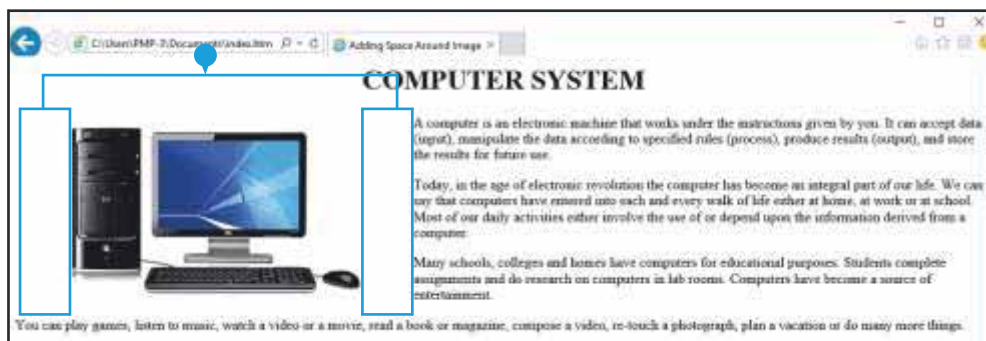 C:\Users\PMP-7\Documents\index.htm
Adding Space Around Image
COMPUTER SYSTEM
A computer is an electronic machine that works under the instructions given by you. It can accept data
(input), manipulate the data according to specified rules (process), produce results (output), and store
the results for future use.
Today, in the age of electronic revolution the computer has become an integral part of our life. We can
say that computers have entered into each and every walk of life either at home, at work or at school.
Most of our daily activities either involve the use of or depend upon the information derived from a
computer.
Many schools, colleges and homes have computers for educational purposes. Students complete
assignments and do research on computers in lab rooms. Computers have become a source of
entertainment.
You can play games, listen to music, watch a video or a movie, read a book or magazine, compose a video, re-touch a photograph, plan a vacation or do many more things.